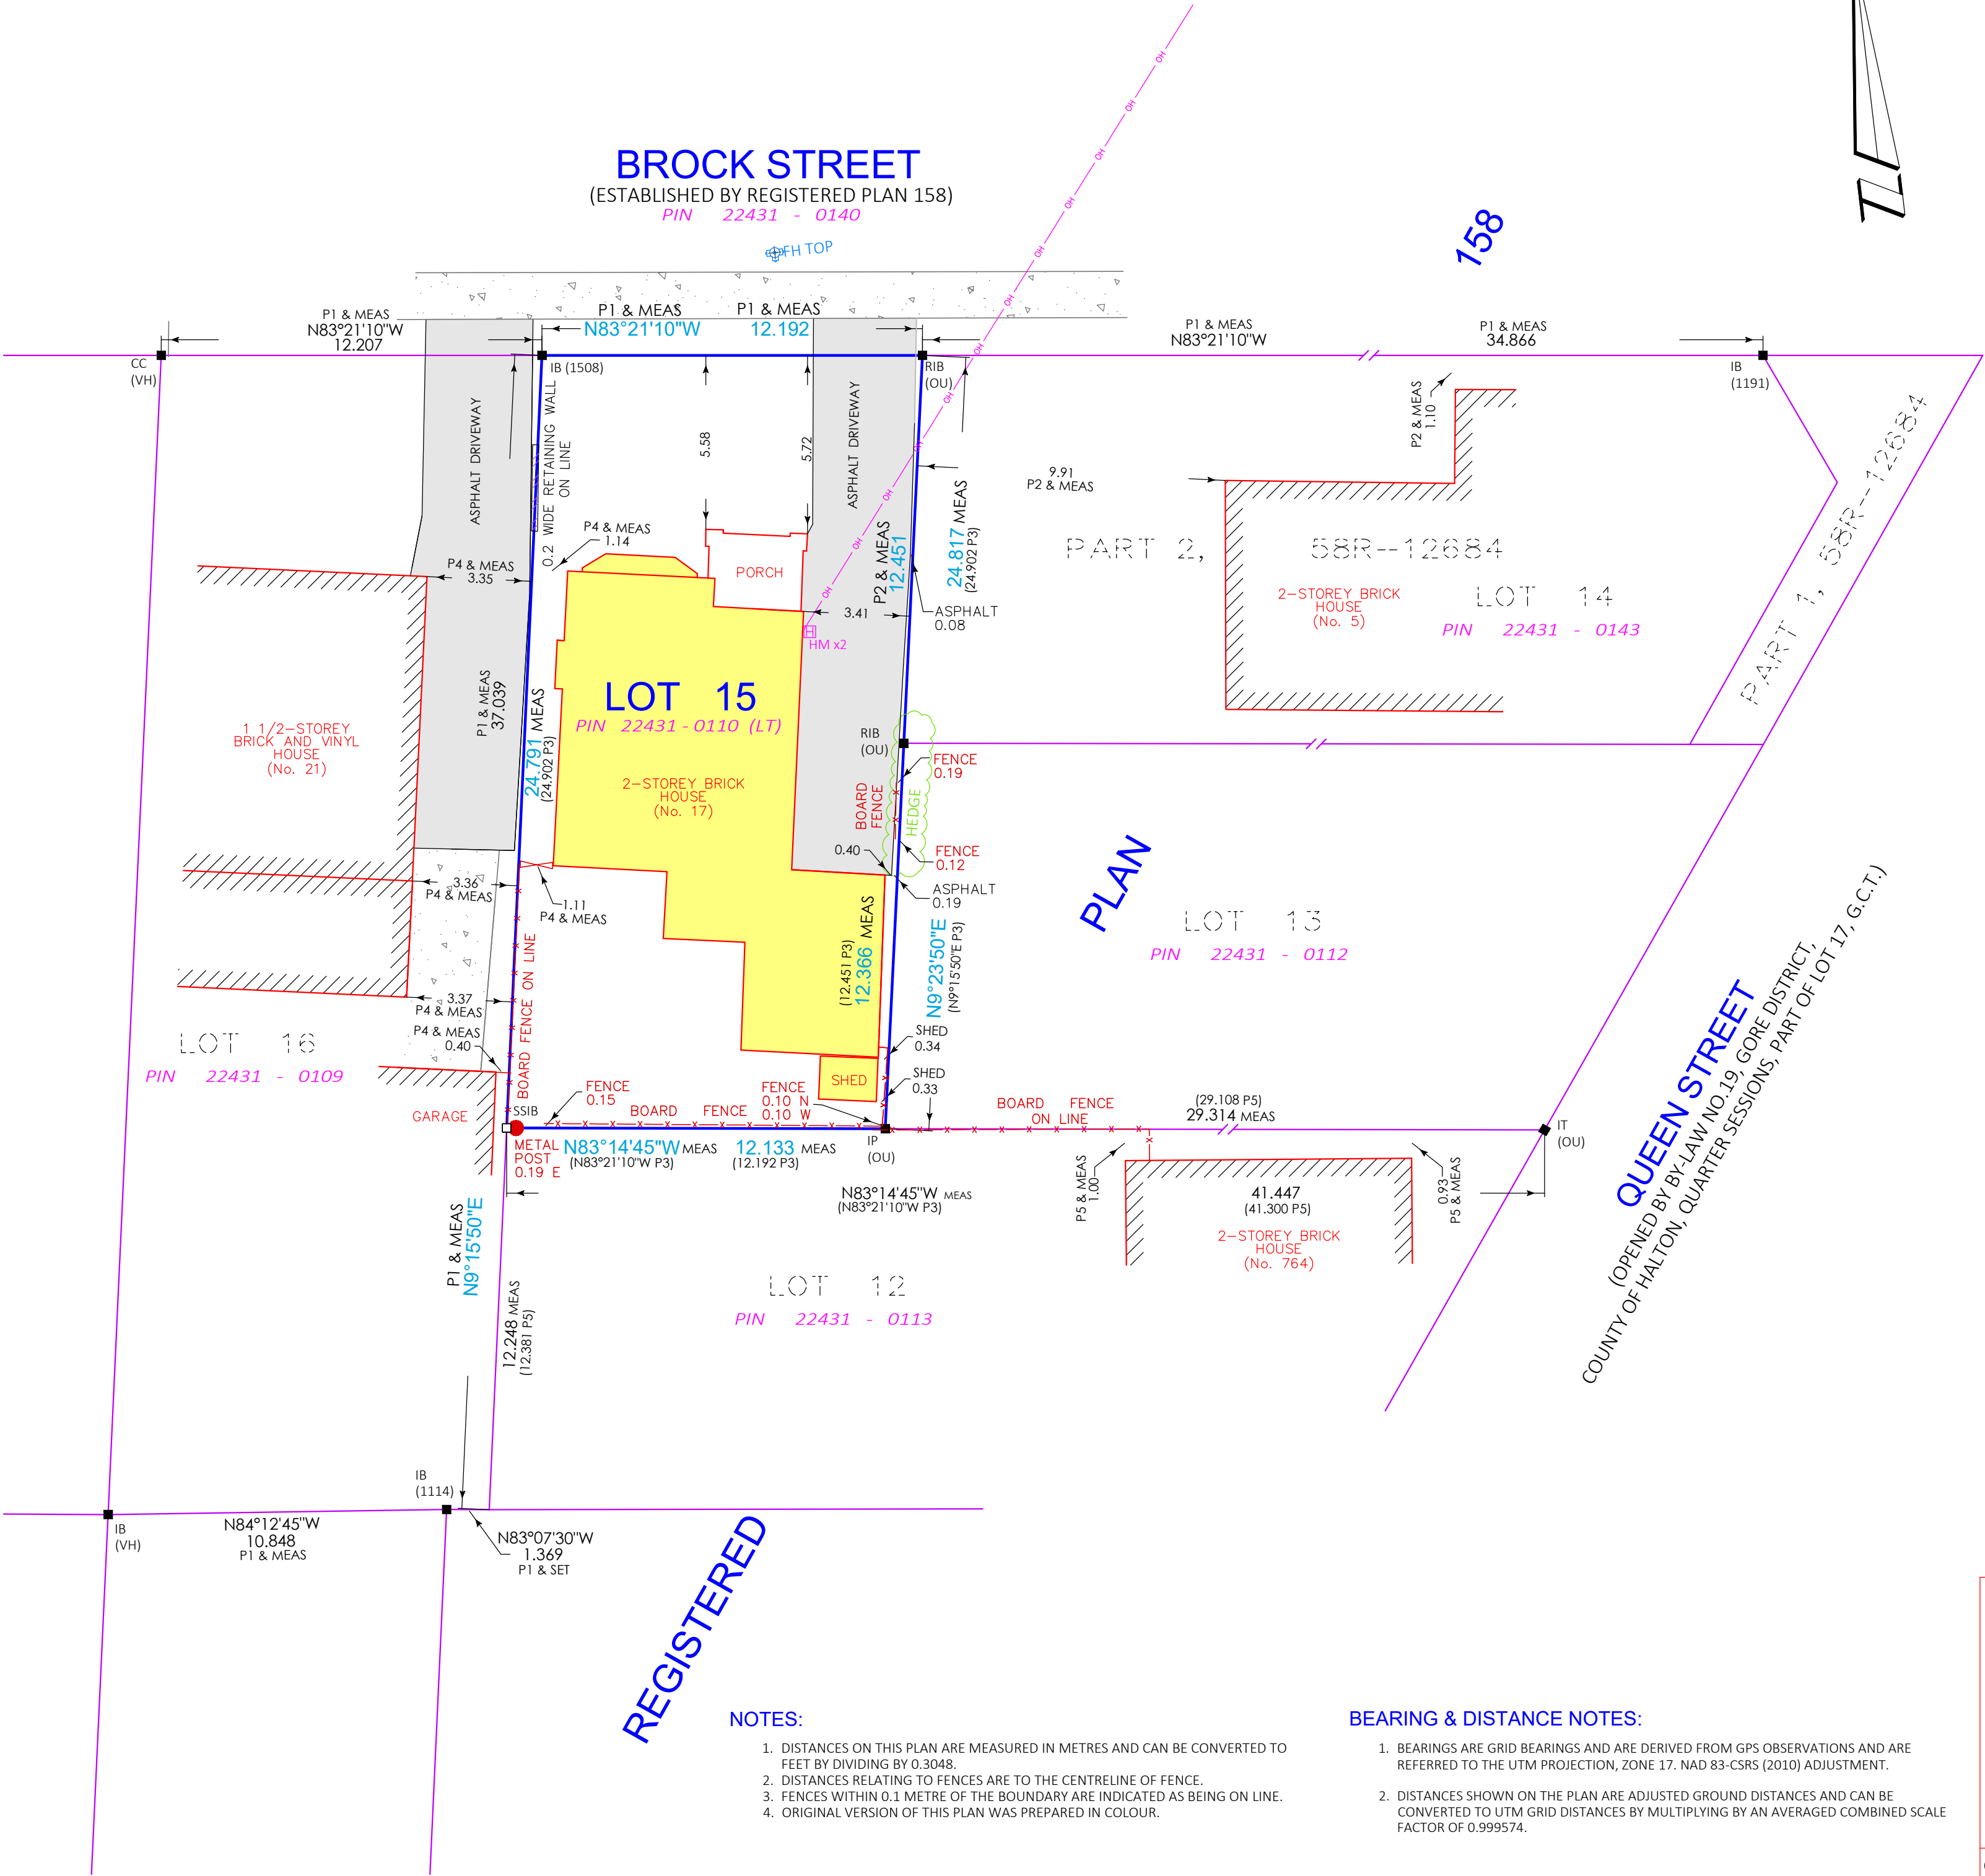 BROCK STREET
(ESTABLISHED BY REGISTERED PLAN 158)
PIN 22431 - 0140
FH TOP
158
P1 & MEAS
N83°21'10"W
12.207
P1 & MEAS
N83°21'10"W
P1 & MEAS
12.192
P1 & MEAS
N83°21'10"W
P1 & MEAS
34.866
CC
(VH)
IB (1508)
RIB
(OU)
IB
(1191)
ASPHALT DRIVEWAY
0.2 WIDE RETAINING WALL
ON LINE
5.58
5.72
ASPHALT DRIVEWAY
P2 & MEAS
1.10
9.91
P2 & MEAS
P4 & MEAS
1.14
P4 & MEAS
3.35
PORCH
P2 & MEAS
12.451
24.817 MEAS
(24.902 P3)
PART 2, 58R-12684
PART 1, 58R-12684
3.41
ASPHALT
0.08
HM x2
H
OH
OH
OH
OH
OH
OH
OH
OH
OH
OH
OH
OH
2-STOREY BRICK
HOUSE
(No. 5)
LOT 14
PIN 22431 - 0143
P1 & MEAS
37.039
24.791 MEAS
(24.902 P3)
LOT 15
PIN 22431 - 0110 (LT)
1 1/2-STOREY
BRICK AND VINYL
HOUSE
(No. 21)
2-STOREY BRICK
HOUSE
(No. 17)
RIB
(OU)
FENCE
0.19
BOARD
FENCE
HEDGE
0.40
FENCE
0.12
ASPHALT
0.19
3.36
P4 & MEAS
1.11
P4 & MEAS
PLAN
LOT 13
PIN 22431 - 0112
BOARD FENCE ON LINE
(12.451 P3)
12.366 MEAS
N9°23'50"E
(N9°15'50"E P3)
3.37
P4 & MEAS
P4 & MEAS
0.40
LOT 16
PIN 22431 - 0109
SHED
0.34
SHED
0.33
SHED
GARAGE
SSIB
FENCE
0.15
BOARD FENCE
FENCE
0.10 N
0.10 W
BOARD FENCE
ON LINE
(29.108 P5)
29.314 MEAS
METAL
POST
0.19 E
N83°14'45"W MEAS
(N83°21'10"W P3)
12.133 MEAS
(12.192 P3)
IP
(OU)
IT
(OU)
N83°14'45"W MEAS
(N83°21'10"W P3)
P5 & MEAS
1.00
41.447
(41.300 P5)
0.93
P5 & MEAS
2-STOREY BRICK
HOUSE
(No. 764)
QUEEN STREET
(OPENED BY BY-LAW NO.19, GORE DISTRICT,
COUNTY OF HALTON, QUARTER SESSIONS, PART OF LOT 17, G.C.T.)
P1 & MEAS
N9°15'50"E
12.248 MEAS
(12.381 P5)
LOT 12
PIN 22431 - 0113
IB
(1114)
IB
(VH)
N84°12'45"W
10.848
P1 & MEAS
N83°07'30"W
1.369
P1 & SET
REGISTERED
NOTES:
1. DISTANCES ON THIS PLAN ARE MEASURED IN METRES AND CAN BE CONVERTED TO
FEET BY DIVIDING BY 0.3048.
2. DISTANCES RELATING TO FENCES ARE TO THE CENTRELINE OF FENCE.
3. FENCES WITHIN 0.1 METRE OF THE BOUNDARY ARE INDICATED AS BEING ON LINE.
4. ORIGINAL VERSION OF THIS PLAN WAS PREPARED IN COLOUR.
BEARING & DISTANCE NOTES:
1. BEARINGS ARE GRID BEARINGS AND ARE DERIVED FROM GPS OBSERVATIONS AND ARE
REFERRED TO THE UTM PROJECTION, ZONE 17. NAD 83-CSRS (2010) ADJUSTMENT.
2. DISTANCES SHOWN ON THE PLAN ARE ADJUSTED GROUND DISTANCES AND CAN BE
CONVERTED TO UTM GRID DISTANCES BY MULTIPLYING BY AN AVERAGED COMBINED SCALE
FACTOR OF 0.999574.